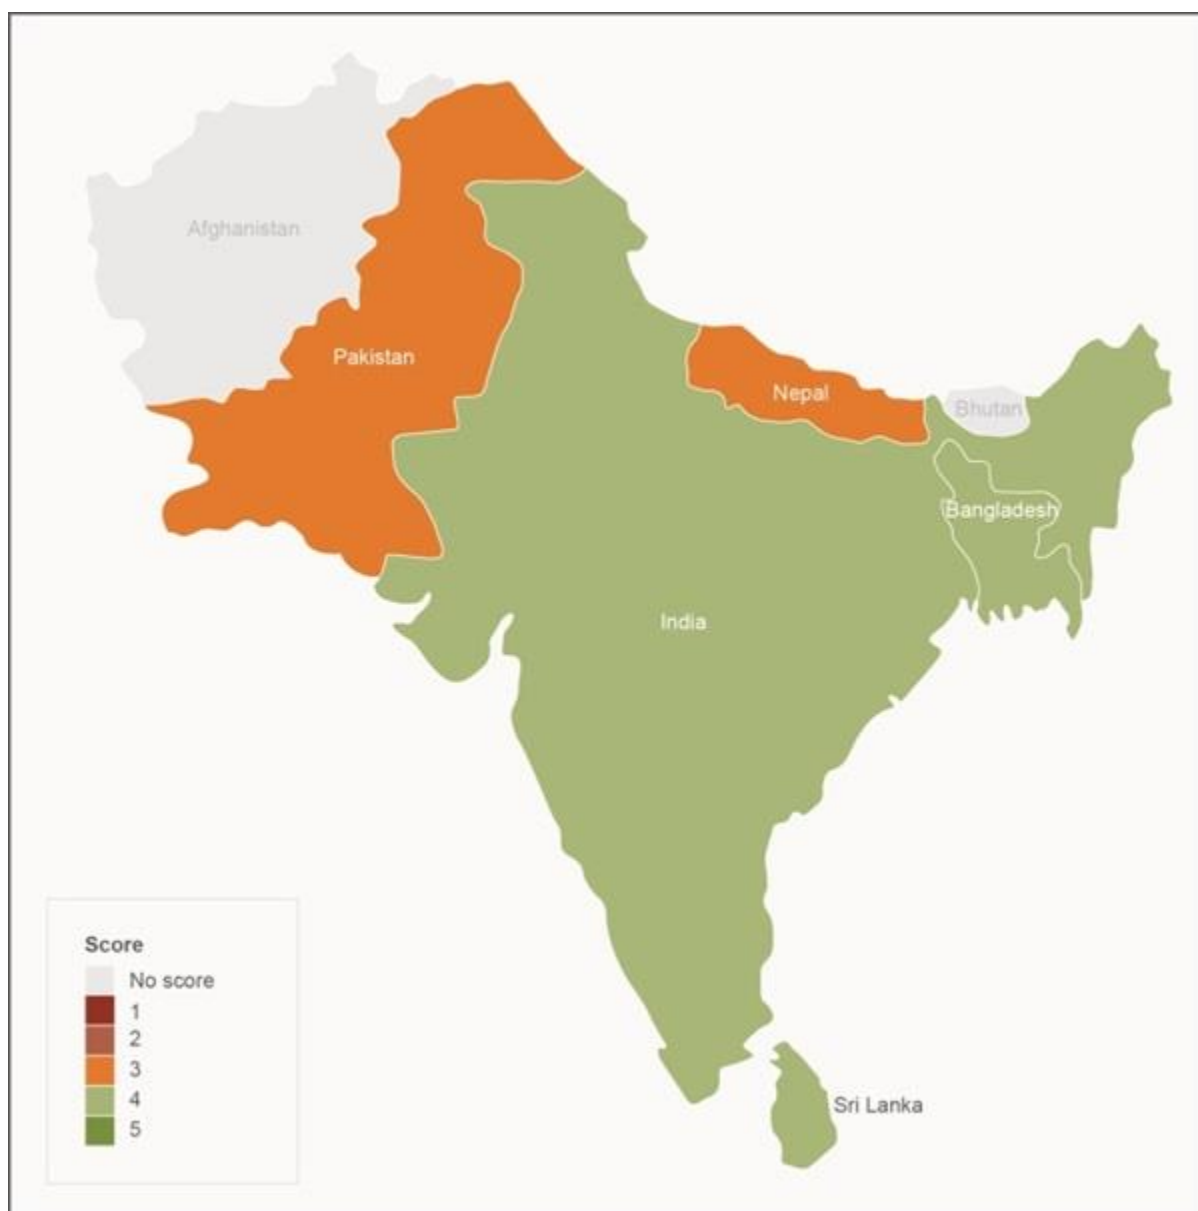 Afghanistan
Pakistan
Nepal
Bhutan
Bangladesh
India
Sri Lanka
Score
No score
1
2
3
4
5